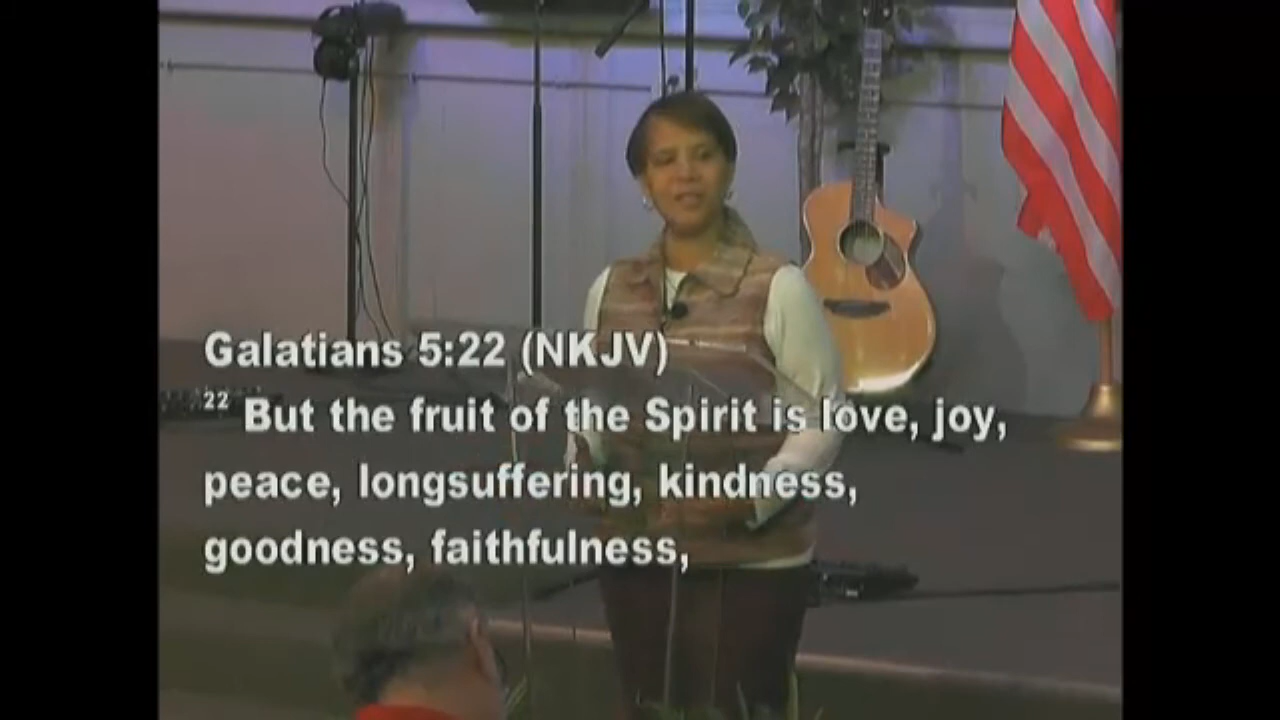 Galatians 5:22 (NKJV)
22 But the fruit of the Spirit is love, joy,
peace, longsuffering, kindness,
goodness, faithfulness,